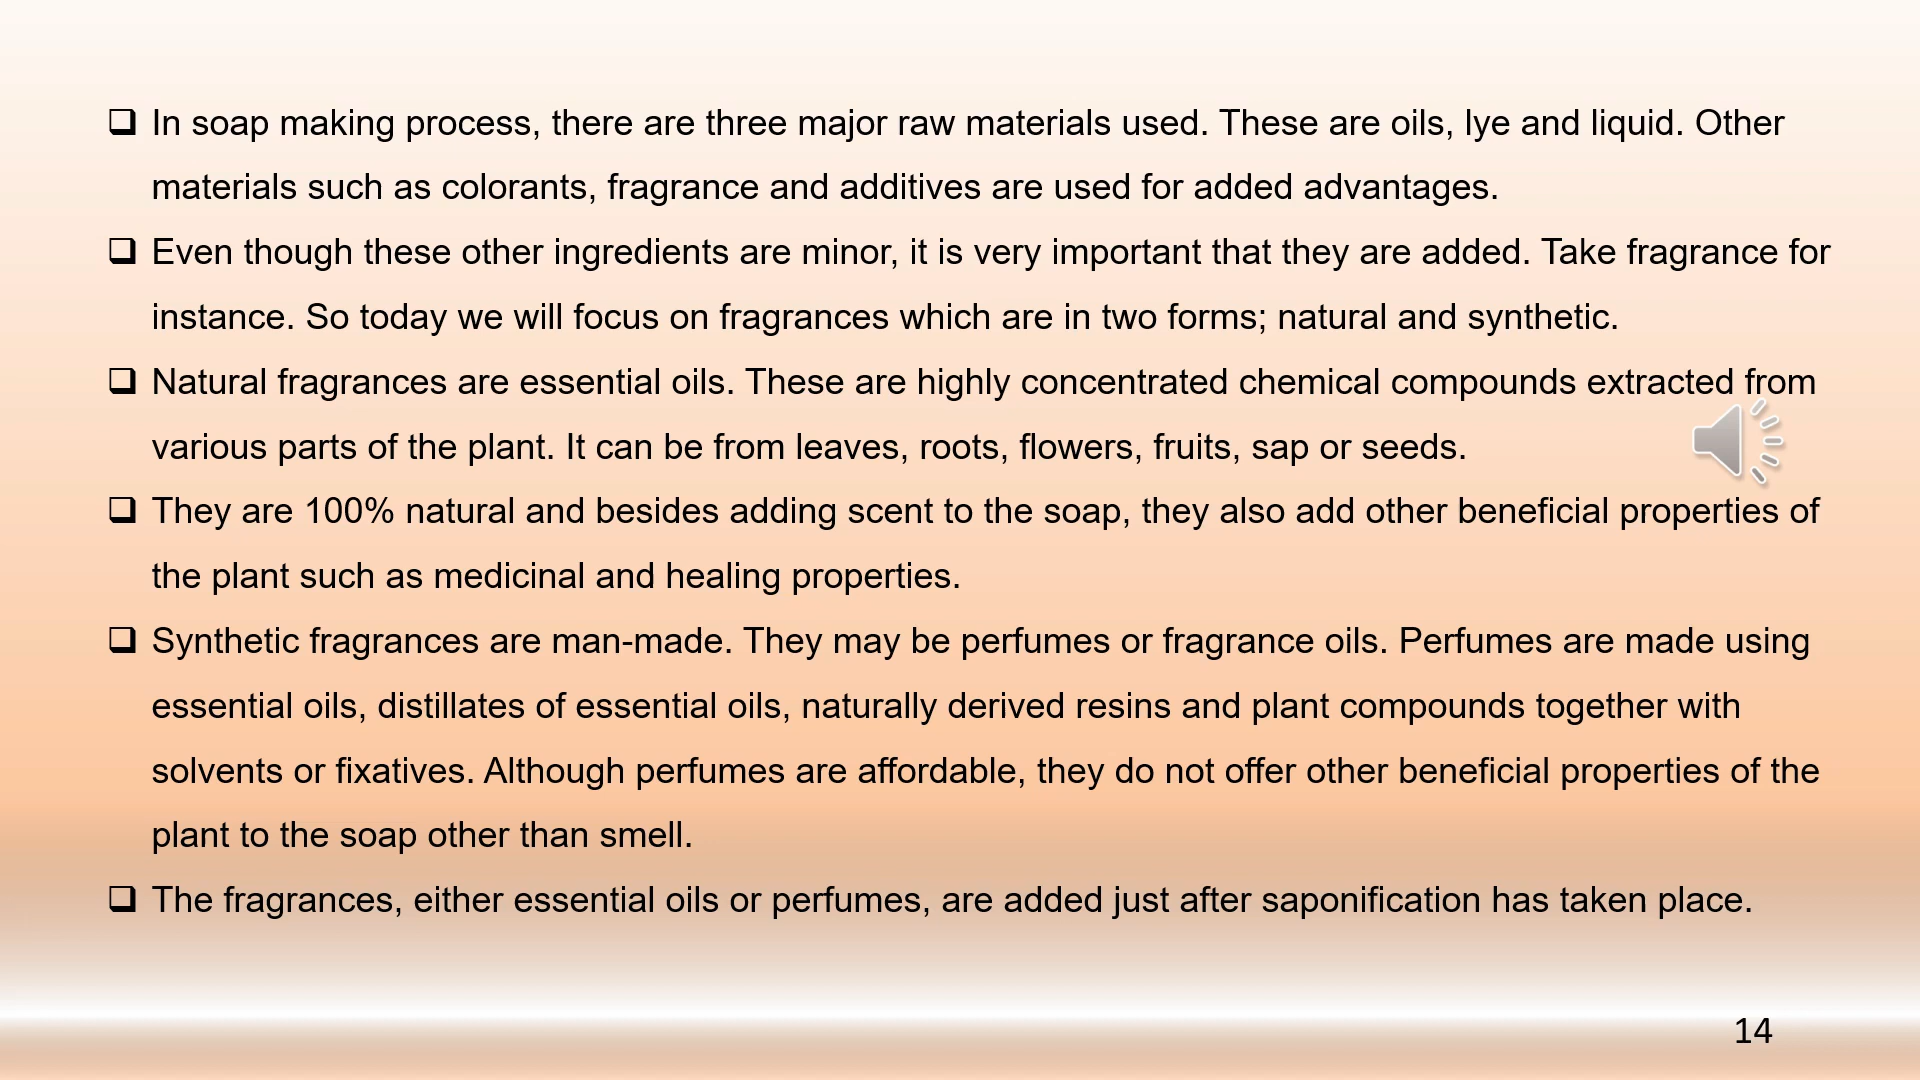 ❑ In soap making process, there are three major raw materials used. These are oils, lye and liquid. Other
materials such as colorants, fragrance and additives are used for added advantages.
❑ Even though these other ingredients are minor, it is very important that they are added. Take fragrance for
instance. So today we will focus on fragrances which are in two forms; natural and synthetic.
❑ Natural fragrances are essential oils. These are highly concentrated chemical compounds extracted from
various parts of the plant. It can be from leaves, roots, flowers, fruits, sap or seeds.
❑ They are 100% natural and besides adding scent to the soap, they also add other beneficial properties of
the plant such as medicinal and healing properties.
❑ Synthetic fragrances are man-made. They may be perfumes or fragrance oils. Perfumes are made using
essential oils, distillates of essential oils, naturally derived resins and plant compounds together with
solvents or fixatives. Although perfumes are affordable, they do not offer other beneficial properties of the
plant to the soap other than smell.
❑ The fragrances, either essential oils or perfumes, are added just after saponification has taken place.
14